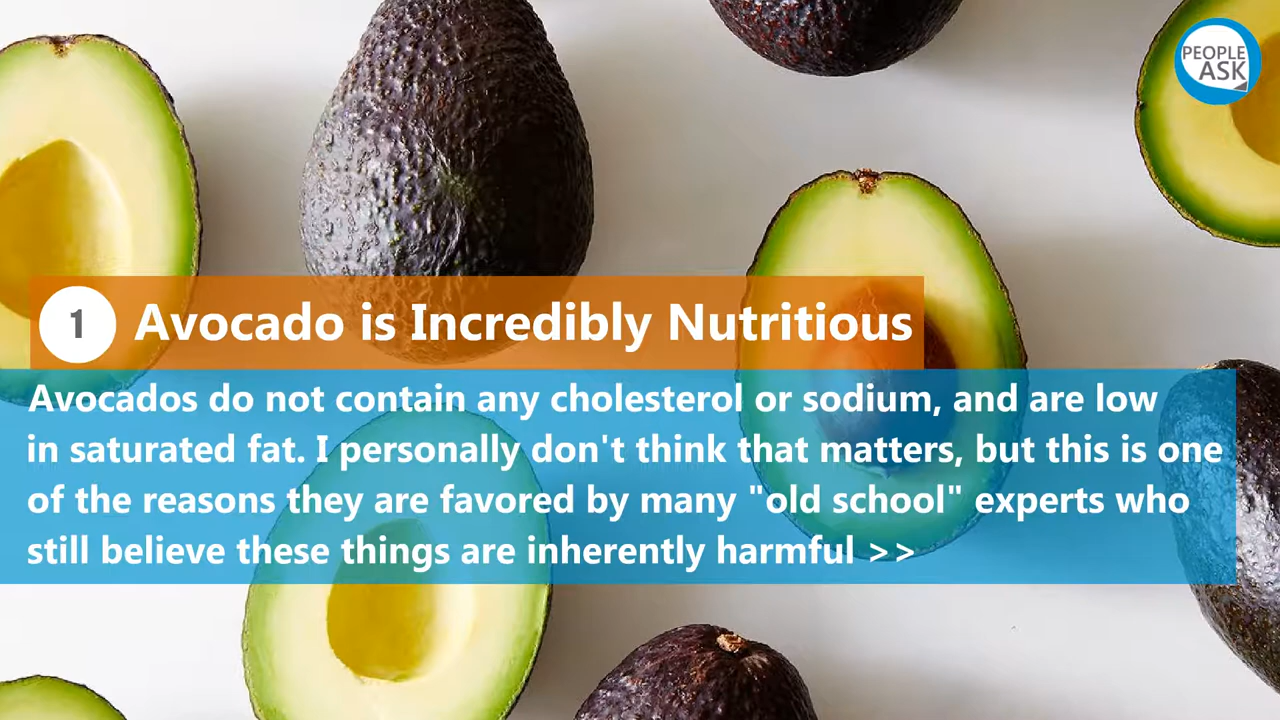 PEOPLE
ASK
1 Avocado is Incredibly Nutritious
Avocados do not contain any cholesterol or sodium, and are low
in saturated fat. I personally don't think that matters, but this is one
of the reasons they are favored by many "old school" experts who
still believe these things are inherently harmful >>